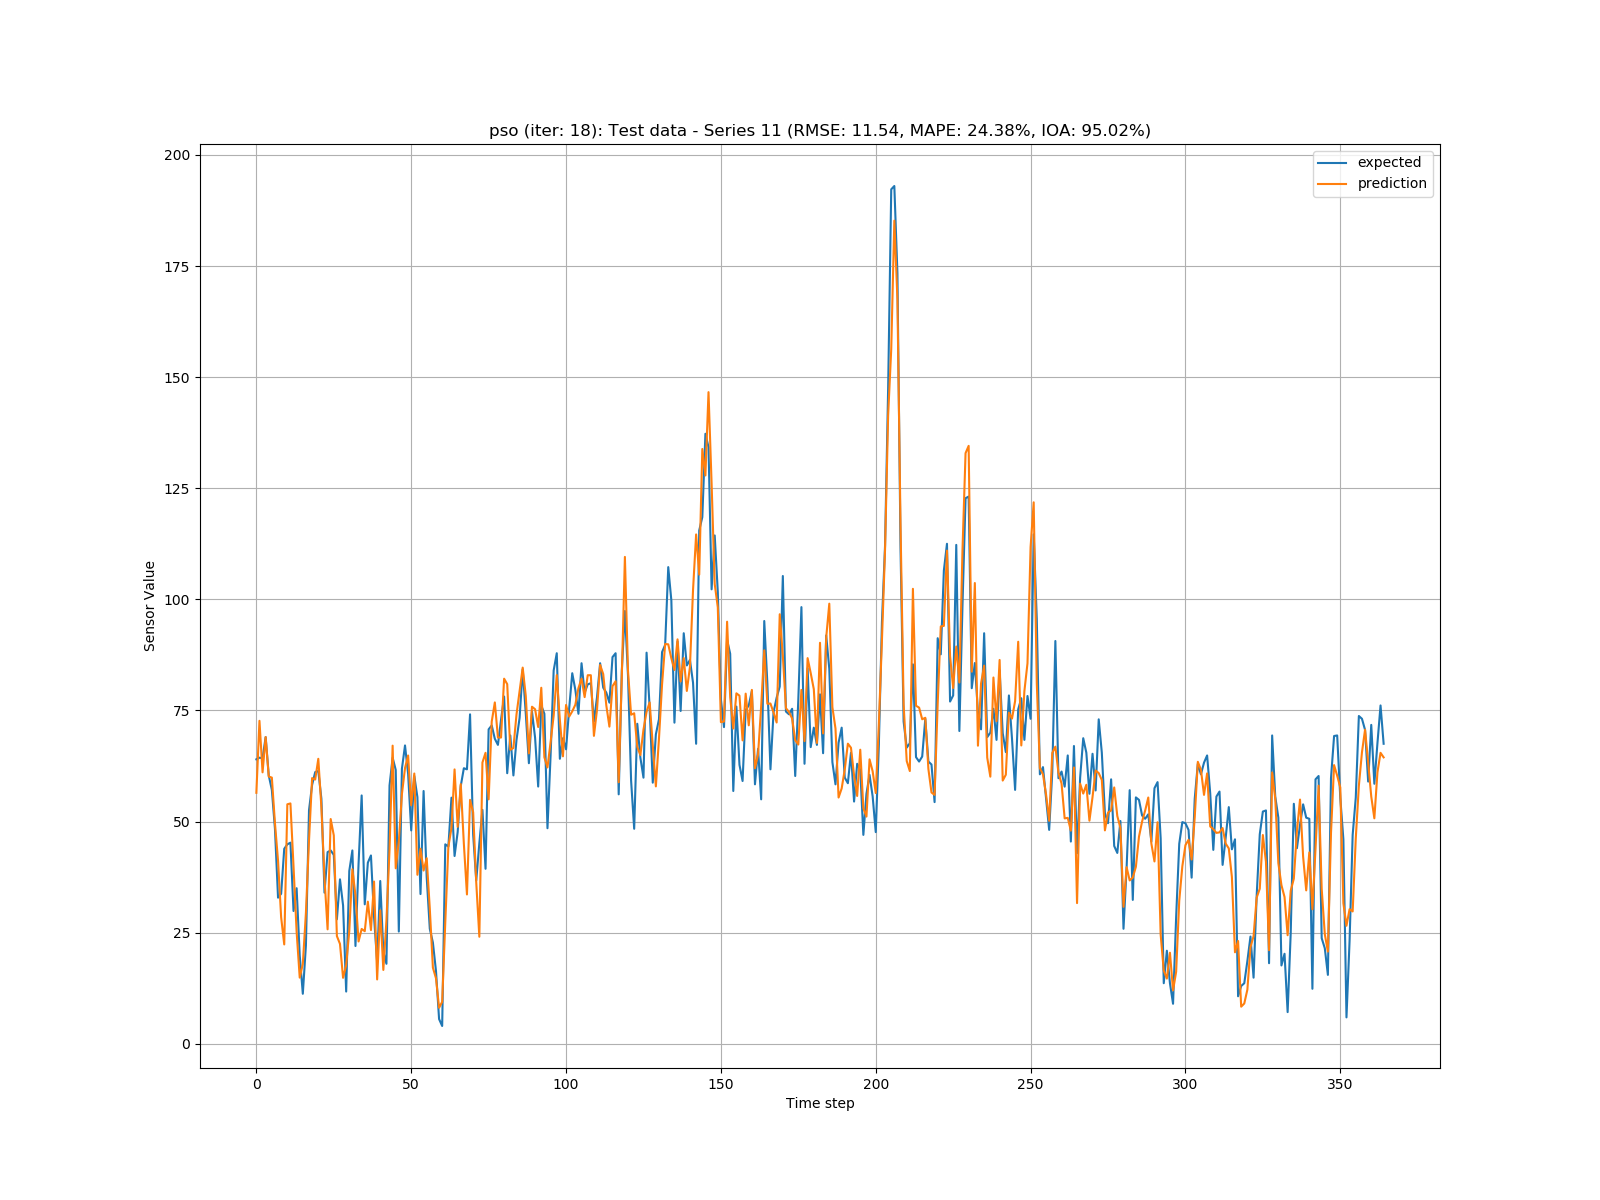 pso (iter: 18): Test data - Series 11 (RMSE: 11.54, MAPE: 24.38%, IOA: 95.02%)
expected
prediction
200
175
150
125
100
75
50
25
0
Sensor Value
0 50 100 150 200 250 300 350
Time step